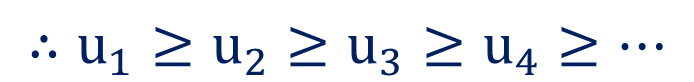 ∴ u₁ ≥ u₂ ≥ u₃ ≥ u₄ ≥ ⋯